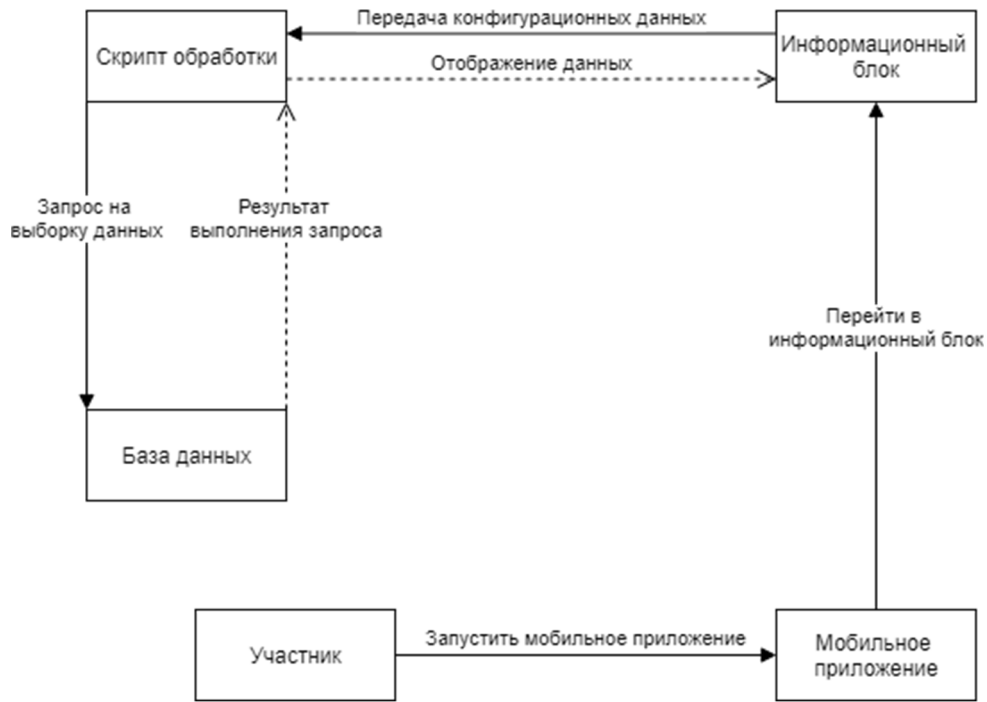 Передача конфигурационных данных
Скрипт обработки
Информационный
блок
Отображение данных
Запрос на
выборку данных
Результат
выполнения запроса
Перейти в
информационный блок
База данных
Участник
Запустить мобильное приложение
Мобильное
приложение